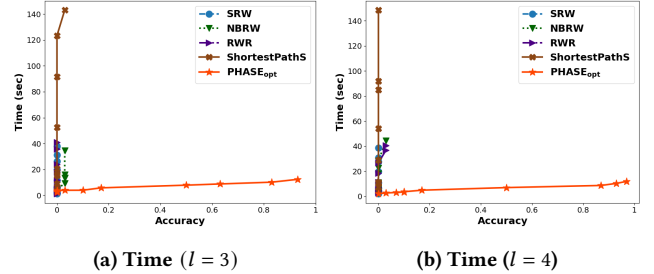 SRW
NBRW
RWR
ShortestPathS
PHASEopt
Time (sec)
140
120
100
80
60
40
20
0
0 0.2 0.4 0.6 0.8 1
Accuracy
(a) Time (l = 3)
SRW
NBRW
RWR
ShortestPathS
PHASEopt
Time (sec)
140
120
100
80
60
40
20
0
0 0.2 0.4 0.6 0.8 1
Accuracy
(b) Time (l = 4)